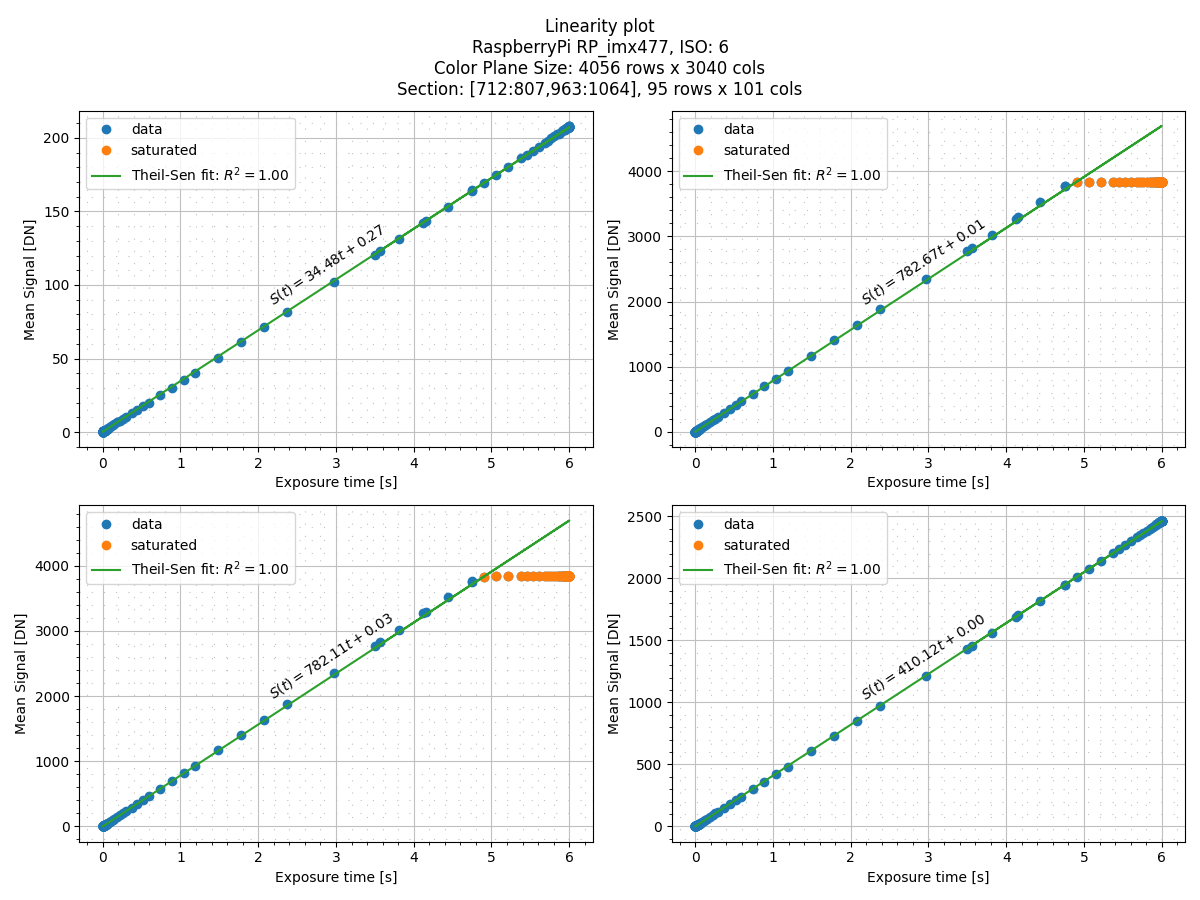 Linearity plot
RaspberryPi RP_imx477, ISO: 6
Color Plane Size: 4056 rows x 3040 cols
Section: [712:807,963:1064], 95 rows x 101 cols
data
saturated
Theil-Sen fit: R² = 1.00
S(t) = 34.48t + 0.27
Mean Signal [DN]
200
150
100
50
0
0 1 2 3 4 5 6
Exposure time [s]
data
saturated
Theil-Sen fit: R² = 1.00
S(t) = 782.67t + 0.01
Mean Signal [DN]
4000
3000
2000
1000
0
0 1 2 3 4 5 6
Exposure time [s]
data
saturated
Theil-Sen fit: R² = 1.00
S(t) = 782.11t + 0.03
Mean Signal [DN]
4000
3000
2000
1000
0
0 1 2 3 4 5 6
Exposure time [s]
data
saturated
Theil-Sen fit: R² = 1.00
S(t) = 410.12t + 0.00
Mean Signal [DN]
2500
2000
1500
1000
500
0
0 1 2 3 4 5 6
Exposure time [s]